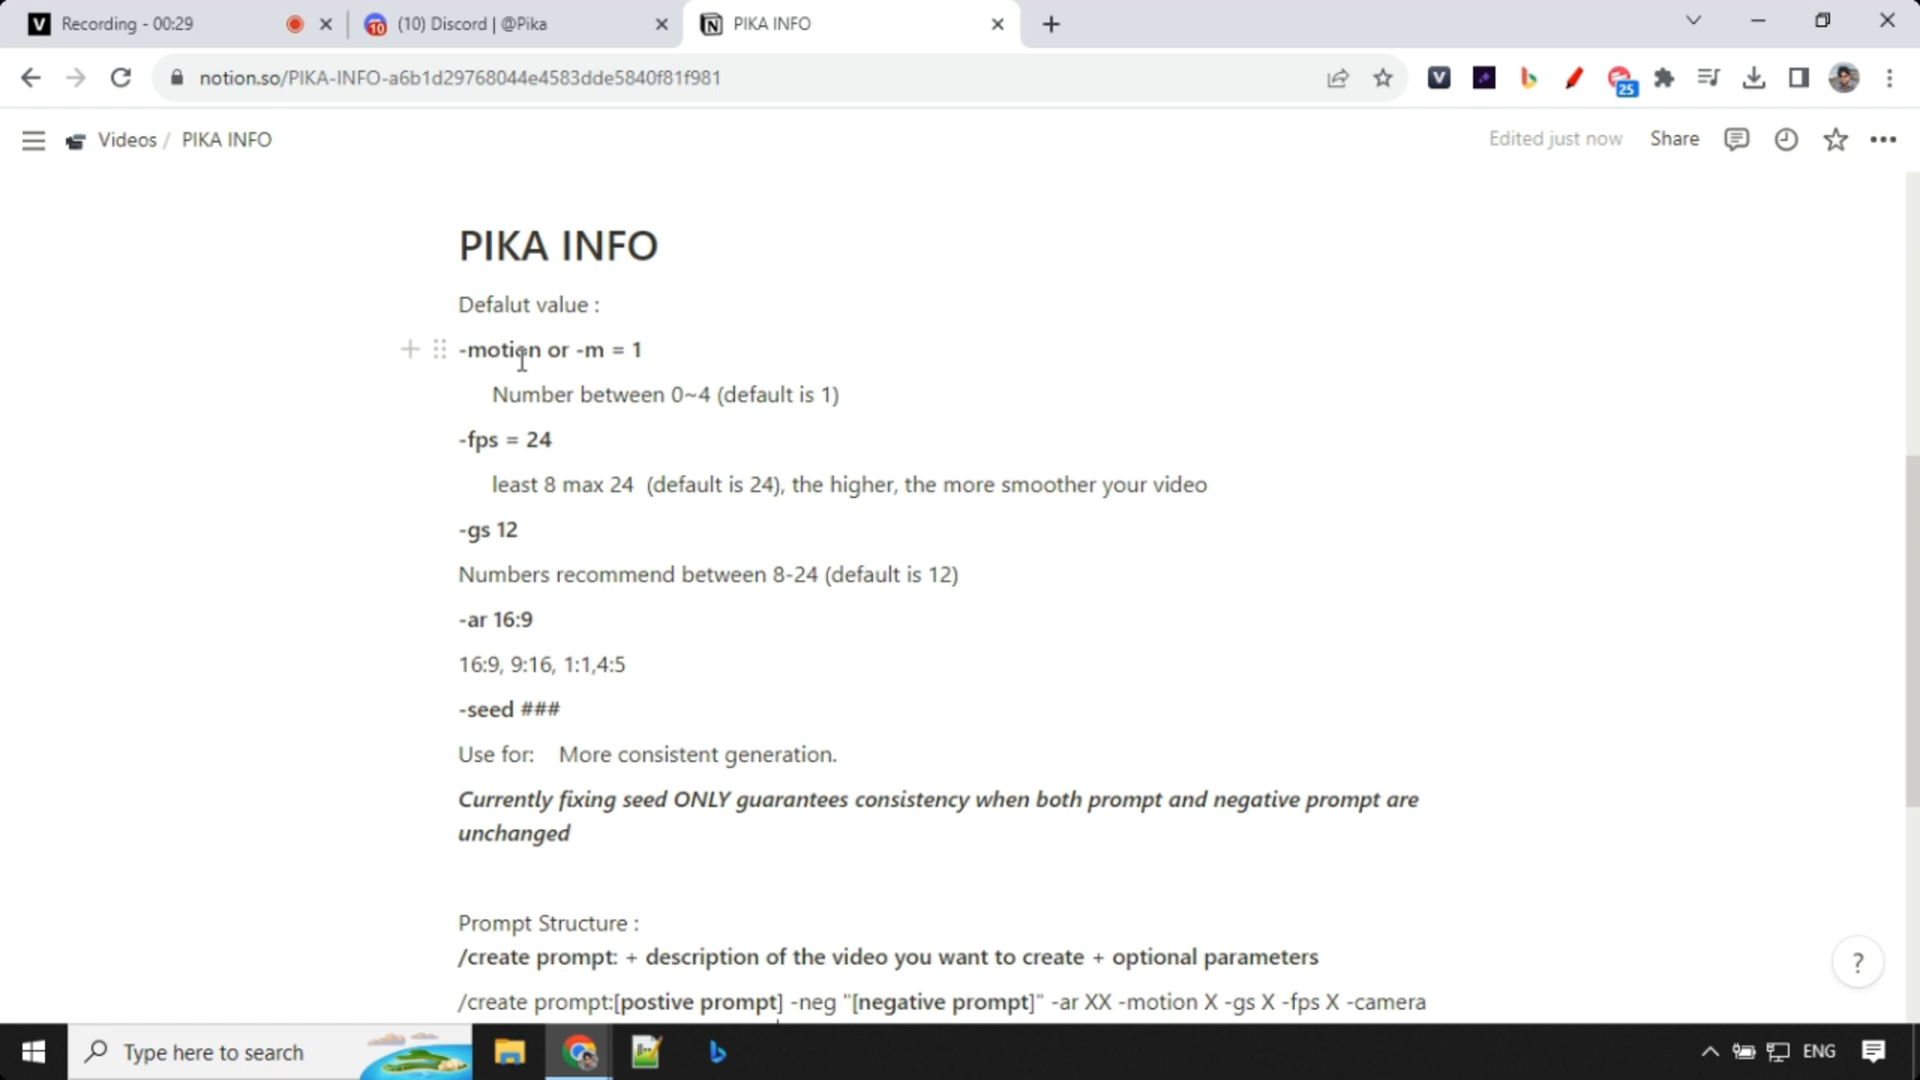 Recording - 00:29
(10) Discord | @Pika
PIKA INFO
notion.so/PIKA-INFO-a6b1d29768044e4583dde5840f81f981
25
Videos / PIKA INFO
Edited just now
Share
PIKA INFO
Defalut value :
-motion or -m = 1
Number between 0~4 (default is 1)
-fps = 24
least 8 max 24 (default is 24), the higher, the more smoother your video
-gs 12
Numbers recommend between 8-24 (default is 12)
-ar 16:9
16:9, 9:16, 1:1,4:5
-seed ###
Use for: More consistent generation.
Currently fixing seed ONLY guarantees consistency when both prompt and negative prompt are
unchanged
Prompt Structure :
/create prompt: + description of the video you want to create + optional parameters
/create prompt:[postive prompt] -neg "[negative prompt]" -ar XX -motion X -gs X -fps X -camera
?
Type here to search
ENG